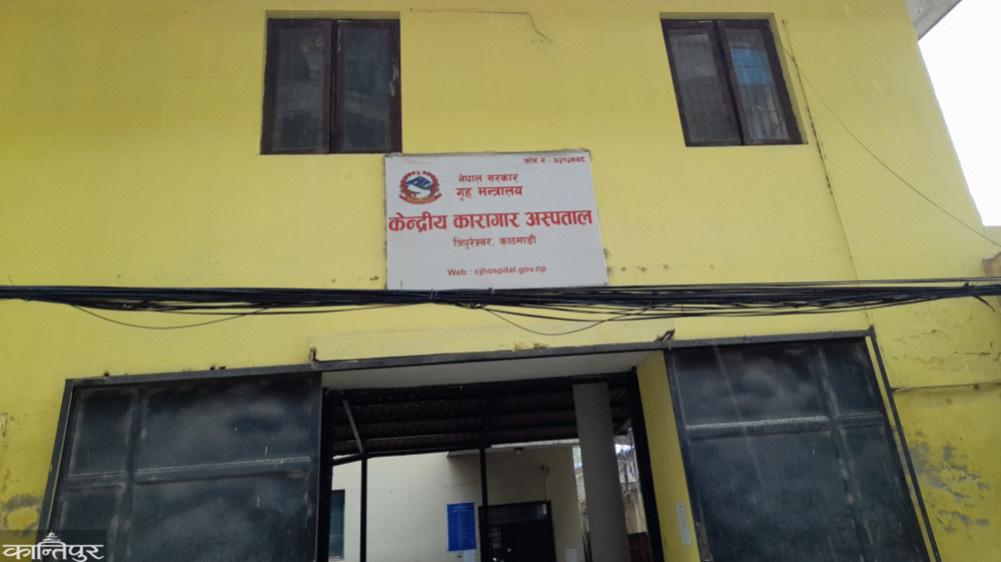 फोन नं :
नेपाल सरकार
गृह मन्त्रालय
केन्द्रीय कारागार अस्पताल
त्रिपुरेश्वर, काठमाडौं
Web : cjhospital.gov.np
कान्तिपुर